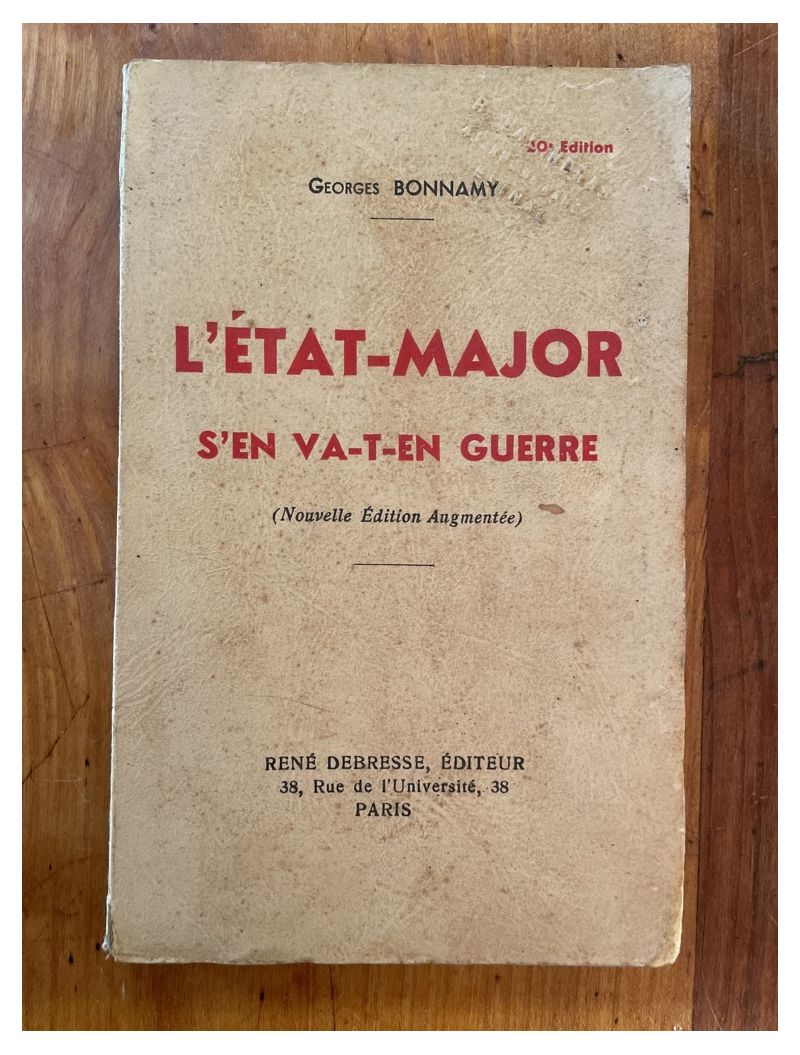 20e Edition
Georges BONNAMY
L'ÉTAT-MAJOR
S'EN VA-T-EN GUERRE
(Nouvelle Édition Augmentée)
RENÉ DEBRESSE, ÉDITEUR
38, Rue de l'Université, 38
PARIS